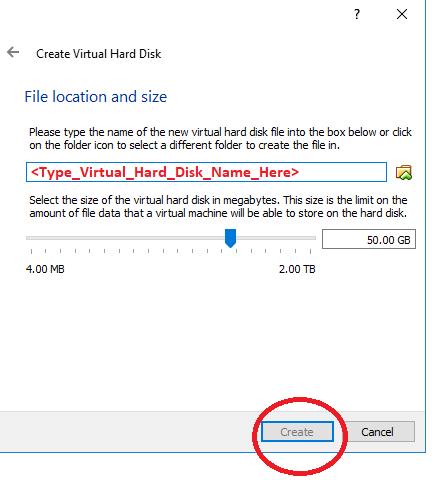 ?
Create Virtual Hard Disk
File location and size
Please type the name of the new virtual hard disk file into the box below or click
on the folder icon to select a different folder to create the file in.
<Type_Virtual_Hard_Disk_Name_Here>
Select the size of the virtual hard disk in megabytes. This size is the limit on the
amount of file data that a virtual machine will be able to store on the hard disk.
50.00 GB
4.00 MB 2.00 TB
Create Cancel